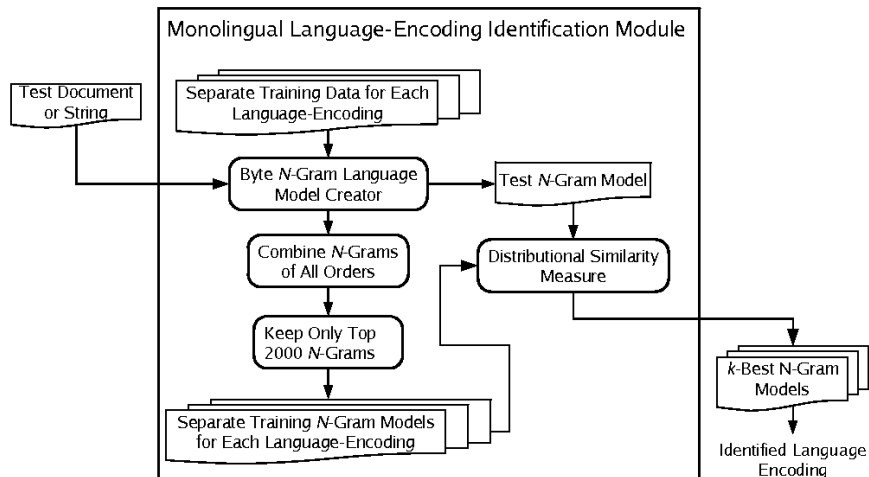 Monolingual Language-Encoding Identification Module
Test Document
or String
Separate Training Data for Each
Language-Encoding
Byte N-Gram Language
Model Creator
Test N-Gram Model
Combine N-Grams
of All Orders
Distributional Similarity
Measure
Keep Only Top
2000 N-Grams
k-Best N-Gram
Models
Separate Training N-Gram Models
for Each Language-Encoding
Identified Language
Encoding